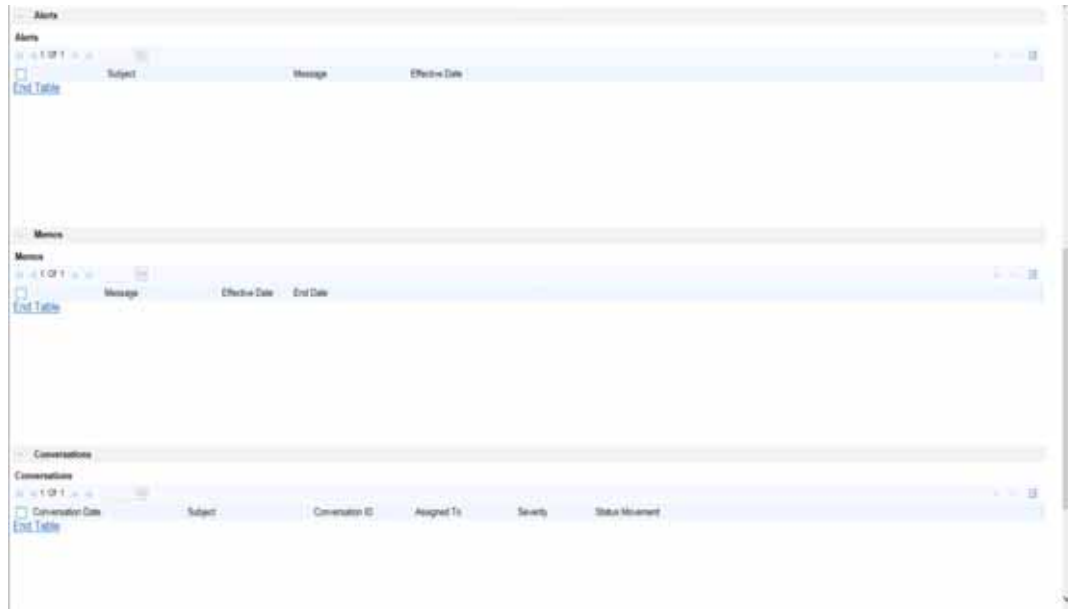 Alerts
Alerts
1 Of 1
Subject Message Effective Date
End Table
Memos
Memos
1 Of 1
Message Effective Date End Date
End Table
Conversations
Conversations
1 Of 1
Conversation Date Subject Conversation ID Assigned To Severity Status Movement
End Table